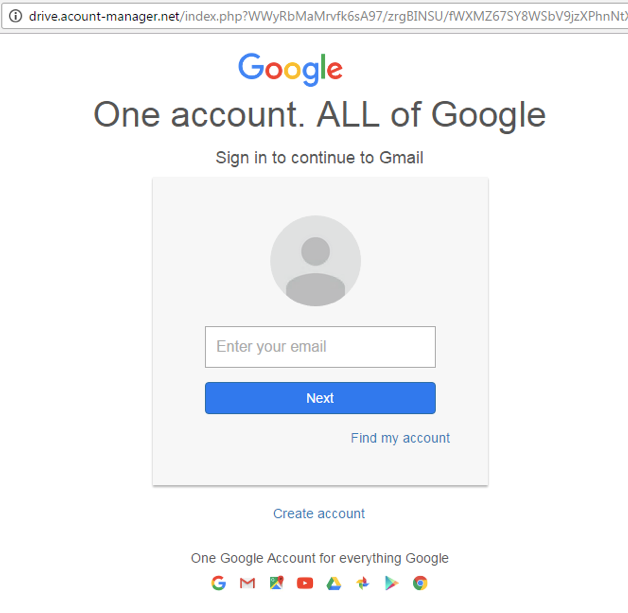 drive.acount-manager.net/index.php?WWyRbMaMrvfk6sA97/zrgBINSU/fWXMZ67SY8WSbV9jzXPhnNtX
Google
One account. ALL of Google
Sign in to continue to Gmail
Enter your email
Next
Find my account
Create account
One Google Account for everything Google